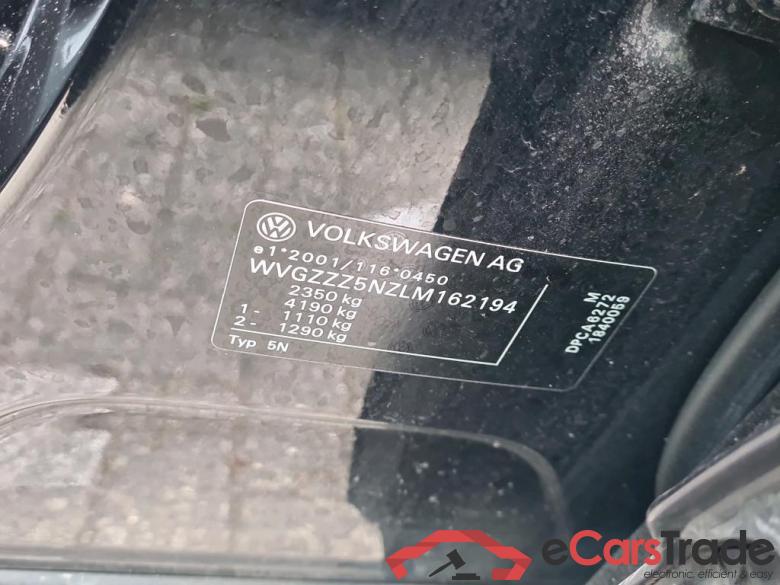 VOLKSWAGEN AG
e1*2001/116*0450
WVGZZZ5NZLM162194
2350 kg
4190 kg
1- 1110 kg
2- 1290 kg
Typ 5N
M
DPCA6272
1840059
eCarsTrade
electronic, efficient & easy